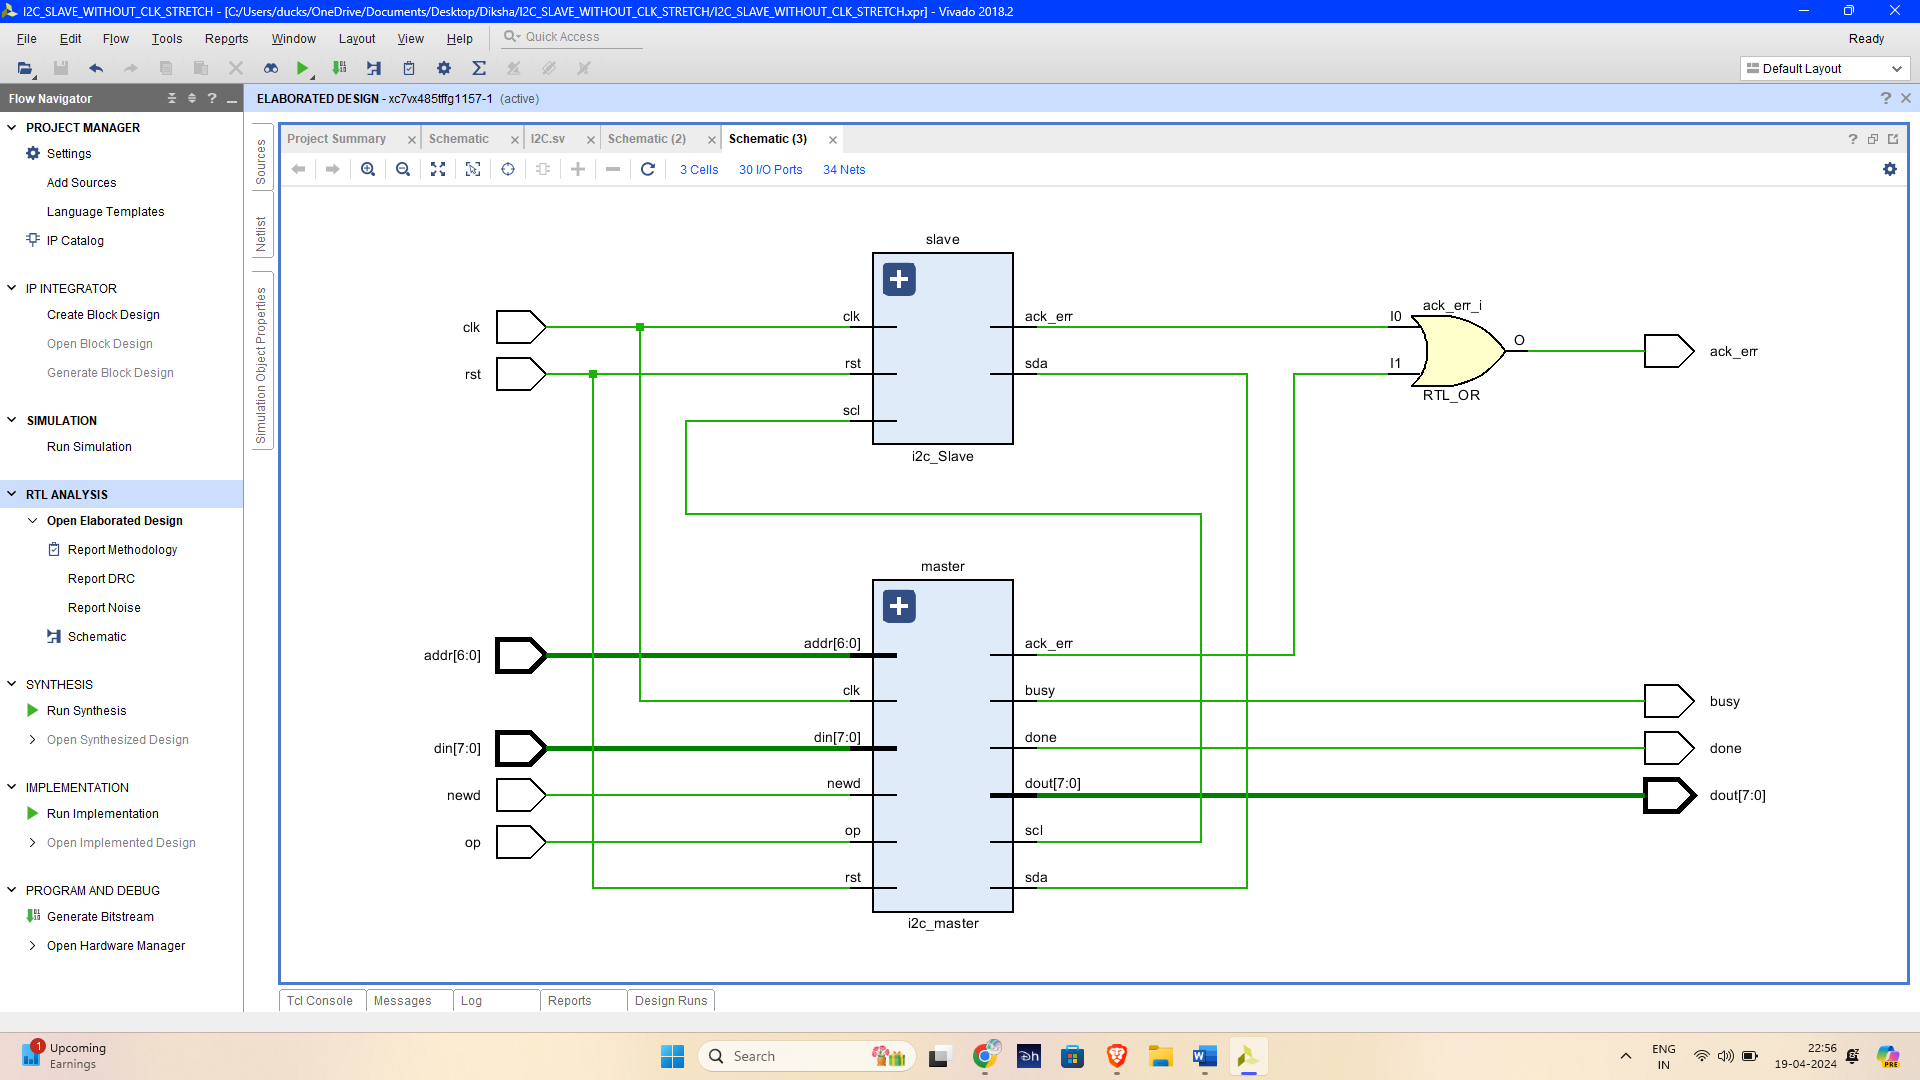 I2C_SLAVE_WITHOUT_CLK_STRETCH - [C:/Users/ducks/OneDrive/Documents/Desktop/Diksha/I2C_SLAVE_WITHOUT_CLK_STRETCH/I2C_SLAVE_WITHOUT_CLK_STRETCH.xpr] - Vivado 2018.2
File Edit Flow Tools Reports Window Layout View Help Quick Access Ready
Default Layout
Flow Navigator
ELABORATED DESIGN - xc7vx485tffg1157-1 (active)
PROJECT MANAGER
Settings
Add Sources
Language Templates
IP Catalog
IP INTEGRATOR
Create Block Design
Open Block Design
Generate Block Design
SIMULATION
Run Simulation
RTL ANALYSIS
Open Elaborated Design
Report Methodology
Report DRC
Report Noise
Schematic
SYNTHESIS
Run Synthesis
Open Synthesized Design
IMPLEMENTATION
Run Implementation
Open Implemented Design
PROGRAM AND DEBUG
Generate Bitstream
Open Hardware Manager
Sources
Netlist
Simulation Object Properties
Project Summary Schematic I2C.sv Schematic (2) Schematic (3)
3 Cells 30 I/O Ports 34 Nets
slave
clk clk ack_err I0 ack_err_i
O ack_err
rst rst sda I1
RTL_OR
scl
i2c_Slave
master
addr[6:0] addr[6:0] ack_err
clk busy busy
din[7:0] din[7:0] done done
newd newd dout[7:0] dout[7:0]
op op scl
rst sda
i2c_master
Tcl Console Messages Log Reports Design Runs
1
Upcoming
Earnings
Search
ENG
IN
22:56
19-04-2024
PRE